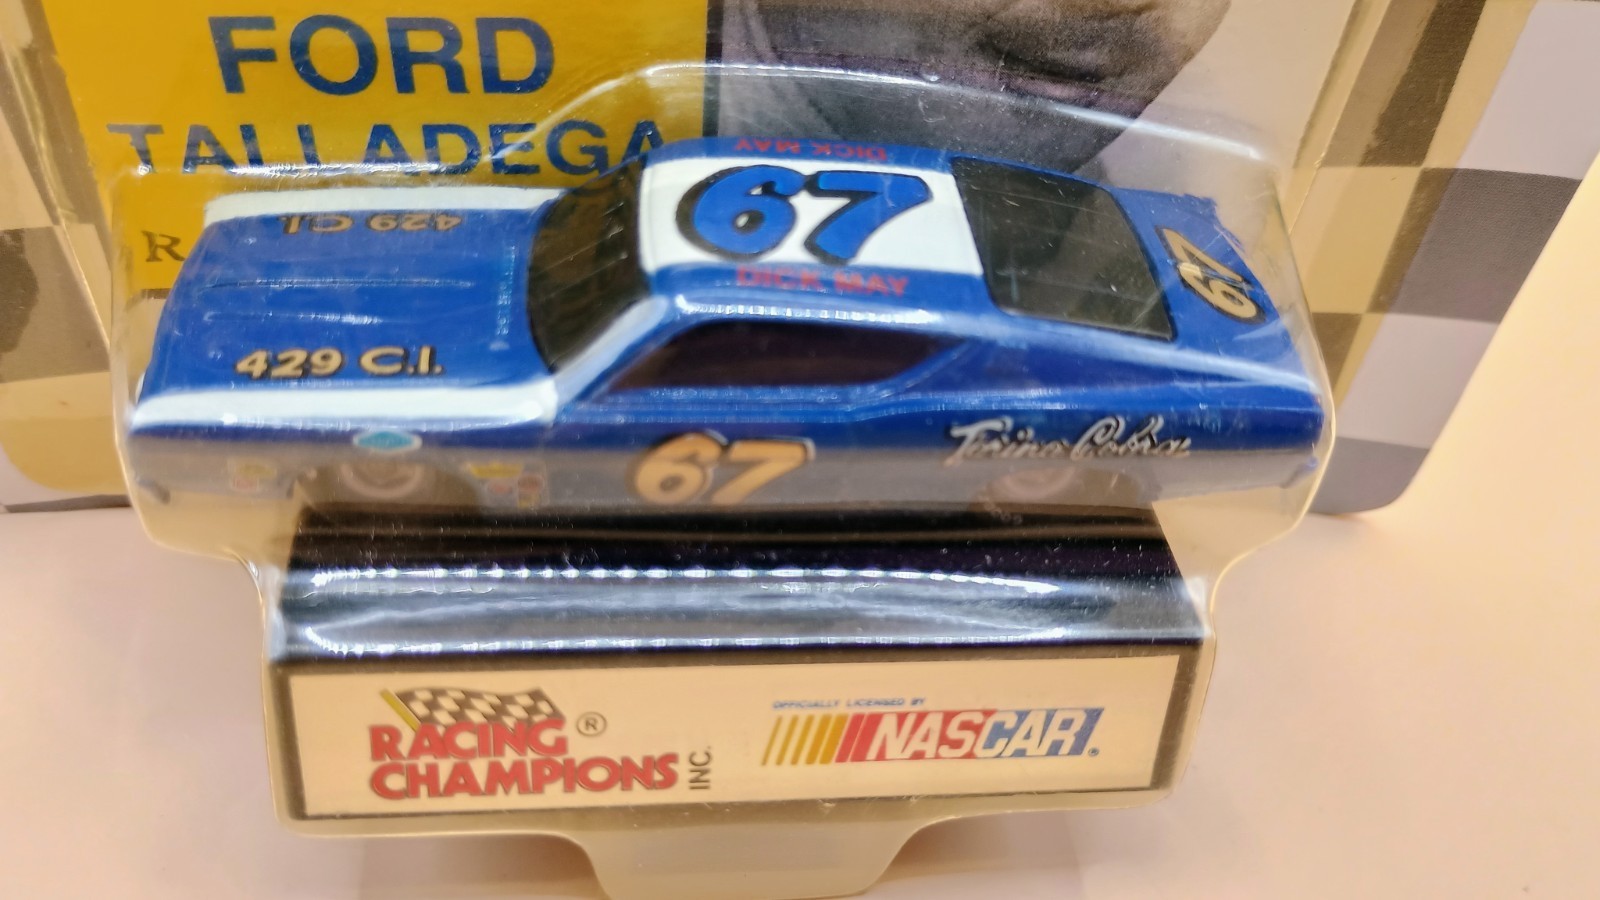 FORD
TALLADEGA
R
DICK MAY
67
DICK MAY
67
429 C.I.
429 C.I.
67
Torino Cobra
RACING ®
CHAMPIONS INC.
OFFICIALLY LICENSED BY
NASCAR